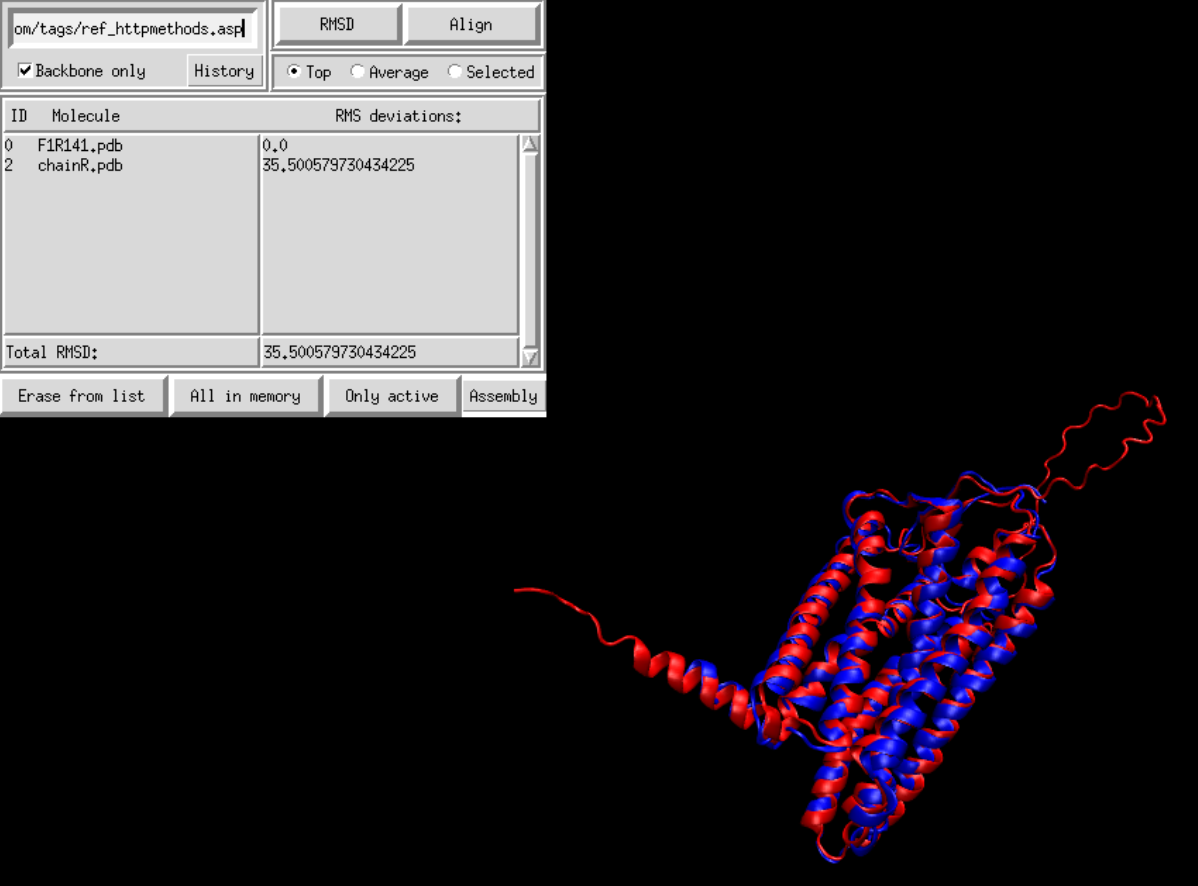 om/tags/ref_httpmethods.asp
RMSD
Align
Backbone only
History
Top
Average
Selected
ID Molecule
RMS deviations:
0 F1R141.pdb
0.0
2 chainR.pdb
35.500579730434225
Total RMSD:
35.500579730434225
Erase from list
All in memory
Only active
Assembly